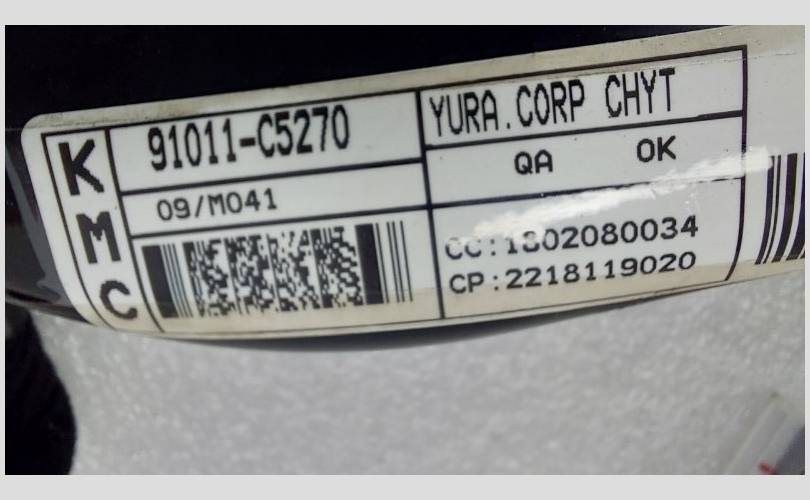 KMC
91011-C5270
09/M041
YURA.CORP CHYT
QA OK
CC:1802080034
CP:2218119020